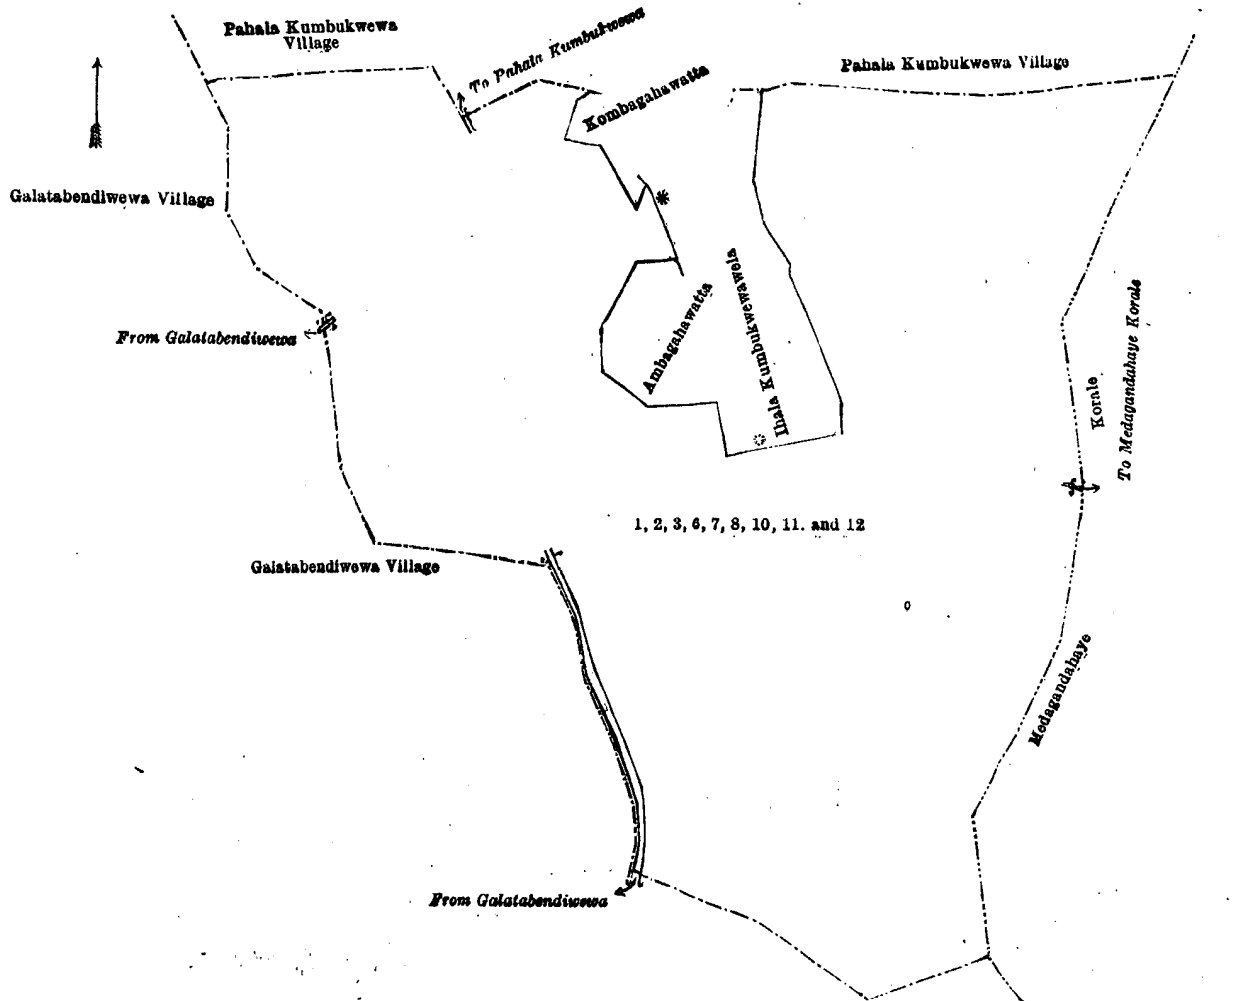 Pahala Kumbukwewa
Village
To Pahala Kumbukwewa
Pahala Kumbukwewa Village
Kombagahawatta
Galatabendiwewa Village
From Galatabendiwewa
Ambagahawatta
Ihala Kumbukwewawela
Korale
To Medagandahaye Korale
1, 2, 3, 6, 7, 8, 10, 11. and 12
Galatabendiwewa Village
Medagandahaye
From Galatabendiwewa